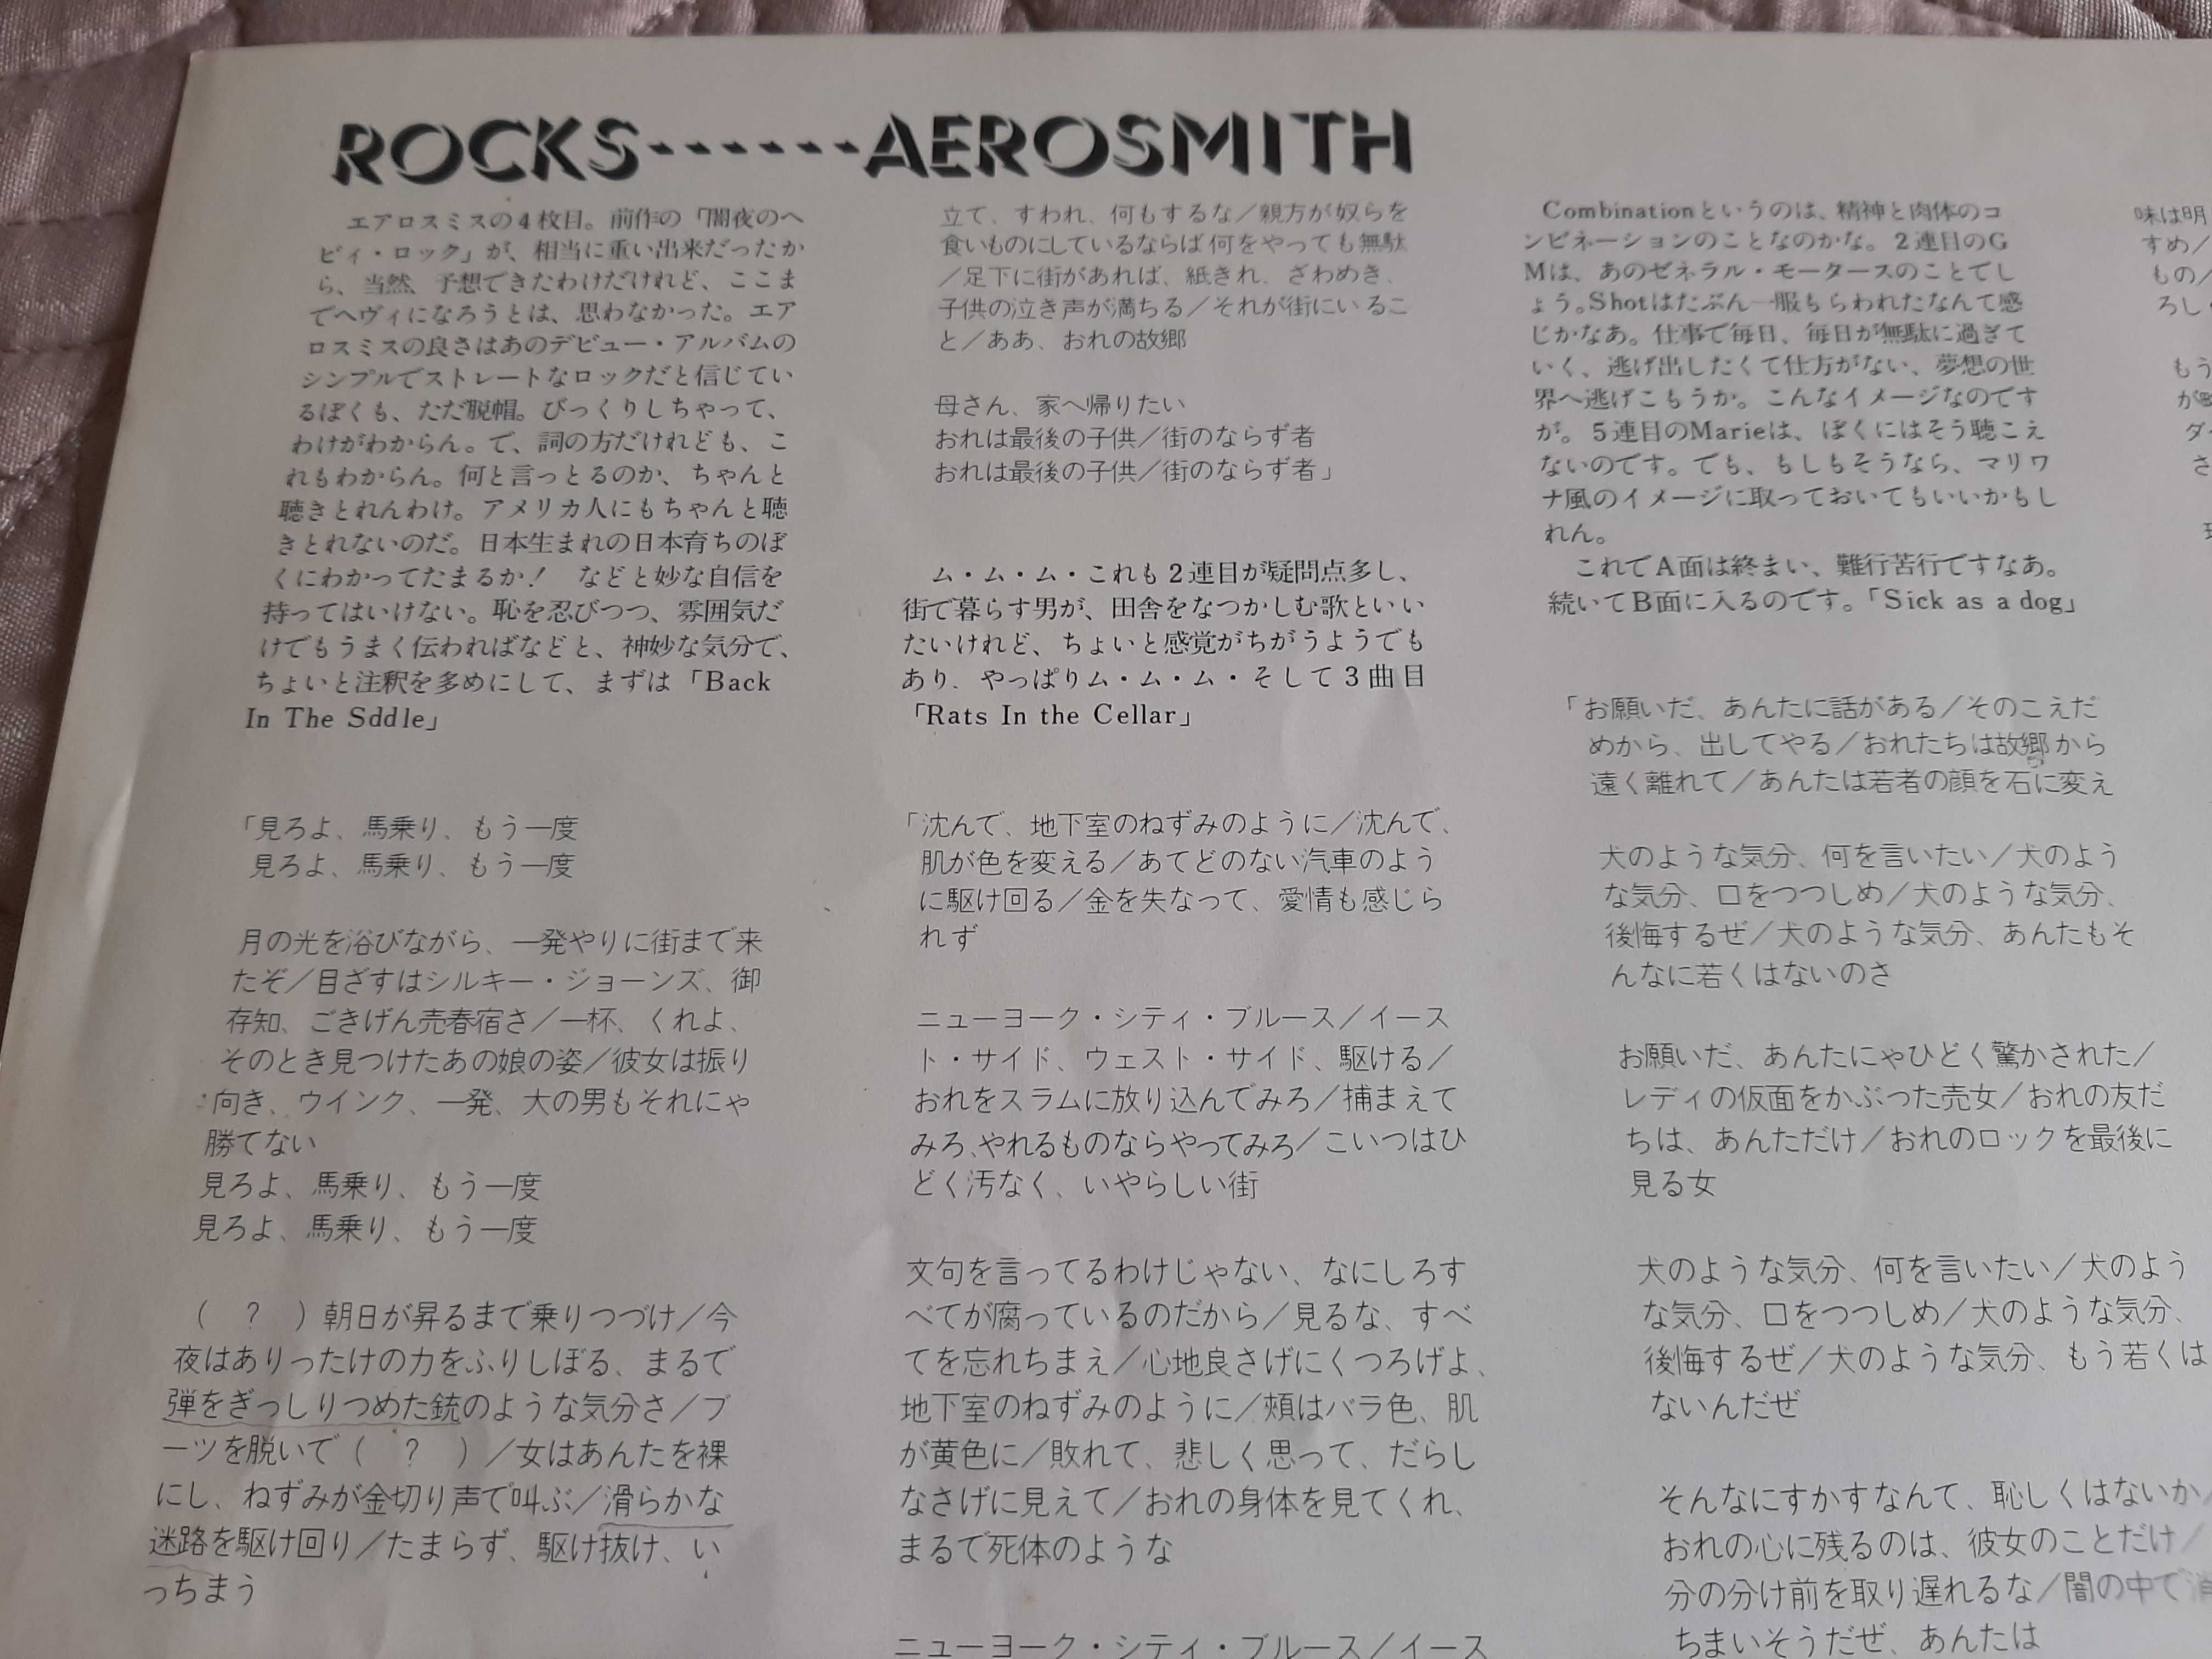 ROCKS------AEROSMITH
エアロスミスの4枚目。前作の「闇夜のヘ
ビィ・ロック」が、相当に重い出来だったか
ら、当然、予想できたわけだけれど、ここま
でヘヴィになろうとは、思わなかった。エア
ロスミスの良さはあのデビュー・アルバムの
シンプルでストレートなロックだと信じてい
るぼくも、ただ脱帽。びっくりしちゃって、
わけがわからん。で、詞の方だけれども、こ
れもわからん。何と言っとるのか、ちゃんと
聴きとれんわけ。アメリカ人にもちゃんと聴
きとれないのだ。日本生まれの日本育ちのぼ
くにわかってたまるか！　などと妙な自信を
持ってはいけない。恥を忍びつつ、雰囲気だ
けでもうまく伝わればなどと、神妙な気分で、
ちょいと注釈を多めにして、まずは「Back
In The Sddle」
「見ろよ、馬乗り、もう一度
見ろよ、馬乗り、もう一度
月の光を浴びながら、一発やりに街まで来
たぞ／目ざすはシルキー・ジョーンズ、御
存知、ごきげん売春宿さ／一杯、くれよ、
そのとき見つけたあの娘の姿／彼女は振り
向き、ウインク、一発、大の男もそれにゃ
勝てない
見ろよ、馬乗り、もう一度
見ろよ、馬乗り、もう一度
（　？　）朝日が昇るまで乗りつづけ／今
夜はありったけの力をふりしぼる、まるで
弾をぎっしりつめた銃のような気分さ／ブ
ーツを脱いで（　？　）／女はあんたを裸
にし、ねずみが金切り声で叫ぶ／滑らかな
迷路を駆け回り／たまらず、駆け抜け、い
っちまう
立て、すわれ、何もするな／親方が奴らを
食いものにしているならば何をやっても無駄
／足下に街があれば、紙きれ、ざわめき、
子供の泣き声が満ちる／それが街にいるこ
と／ああ、おれの故郷
母さん、家へ帰りたい
おれは最後の子供／街のならず者
おれは最後の子供／街のならず者」
ム・ム・ム・これも2連目が疑問点多し、
街で暮らす男が、田舎をなつかしむ歌といい
たいけれど、ちょいと感覚がちがうようでも
あり、やっぱりム・ム・ム・そして3曲目
「Rats In the Cellar」
「沈んで、地下室のねずみのように／沈んで、
肌が色を変える／あてどのない汽車のよう
に駆け回る／金を失なって、愛情も感じら
れず
ニューヨーク・シティ・ブルース／イース
ト・サイド、ウェスト・サイド、駆ける／
おれをスラムに放り込んでみろ／捕まえて
みろ、やれるものならやってみろ／こいつはひ
どく汚なく、いやらしい街
文句を言ってるわけじゃない、なにしろす
べてが腐っているのだから／見るな、すべ
てを忘れちまえ／心地良さげにくつろげよ、
地下室のねずみのように／頰はバラ色、肌
が黄色に／敗れて、悲しく思って、だらし
なさげに見えて／おれの身体を見てくれ、
まるで死体のような
ニューヨーク・シティ・ブルース／イース
Combinationというのは、精神と肉体のコ
ンビネーションのことなのかな。2連目のG
Mは、あのゼネラル・モータースのことでし
ょう。Shotはたぶん一服もらわれたなんて感
じかなあ。仕事で毎日、毎日が無駄に過ぎて
いく、逃げ出したくて仕方がない、夢想の世
界へ逃げこもうか。こんなイメージなのです
が。5連目のMarieは、ぼくにはそう聴こえ
ないのです。でも、もしもそうなら、マリワ
ナ風のイメージに取っておいてもいいかもし
れん。
これでA面は終まい、難行苦行ですなあ。
続いてB面に入るのです。「Sick as a dog」
「お願いだ、あんたに話がある／そのこえだ
めから、出してやる／おれたちは故郷から
遠く離れて／あんたは若者の顔を石に変え
犬のような気分、何を言いたい／犬のよう
な気分、口をつつしめ／犬のような気分、
後悔するぜ／犬のような気分、あんたもそ
んなに若くはないのさ
お願いだ、あんたにゃひどく驚かされた／
レディの仮面をかぶった売女／おれの友だ
ちは、あんただけ／おれのロックを最後に
見る女
犬のような気分、何を言いたい／犬のよう
な気分、口をつつしめ／犬のような気分、
後悔するぜ／犬のような気分、もう若くは
ないんだぜ
そんなにすかすなんて、恥しくはないか／
おれの心に残るのは、彼女のことだけ／
分の分け前を取り遅れるな／闇の中で消
ちまいそうだぜ、あんたは
味は明
すめ／
もの／
ろし
もう
が
ダ
さ